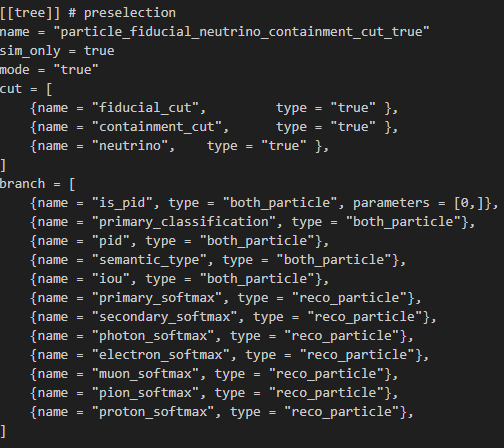 [[tree]] # preselection
name = "particle_fiducial_neutrino_containment_cut_true"
sim_only = true
mode = "true"
cut = [
    {name = "fiducial_cut",         type = "true" },
    {name = "containment_cut",      type = "true" },
    {name = "neutrino",    type = "true" },
]
branch = [
    {name = "is_pid", type = "both_particle", parameters = [0,]},
    {name = "primary_classification", type = "both_particle"},
    {name = "pid", type = "both_particle"},
    {name = "semantic_type", type = "both_particle"},
    {name = "iou", type = "both_particle"},
    {name = "primary_softmax", type = "reco_particle"},
    {name = "secondary_softmax", type = "reco_particle"},
    {name = "photon_softmax", type = "reco_particle"},
    {name = "electron_softmax", type = "reco_particle"},
    {name = "muon_softmax", type = "reco_particle"},
    {name = "pion_softmax", type = "reco_particle"},
    {name = "proton_softmax", type = "reco_particle"},
]